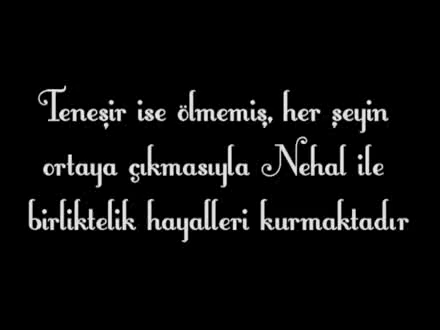 Teneşir ise ölmemiş, her şeyin
ortaya çıkmasıyla Nehal ile
birliktelik hayalleri kurmaktadır